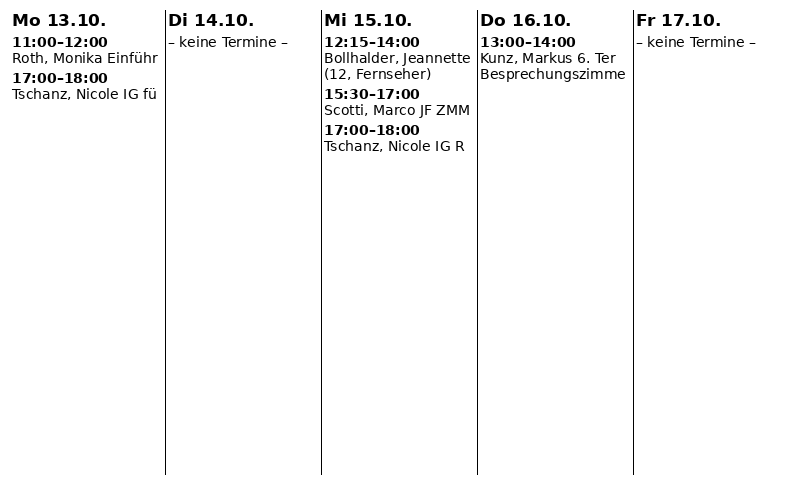 Mo 13.10.
11:00–12:00
Roth, Monika Einführ
17:00–18:00
Tschanz, Nicole IG fü
Di 14.10.
– keine Termine –
Mi 15.10.
12:15–14:00
Bollhalder, Jeannette
(12, Fernseher)
15:30–17:00
Scotti, Marco JF ZMM
17:00–18:00
Tschanz, Nicole IG R
Do 16.10.
13:00–14:00
Kunz, Markus 6. Ter
Besprechungszimme
Fr 17.10.
– keine Termine –